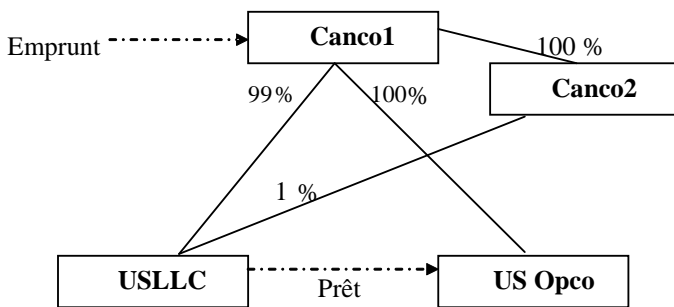 Canco1
Emprunt
100 %
99%
100%
Canco2
1 %
USLLC
US Opco
Prêt